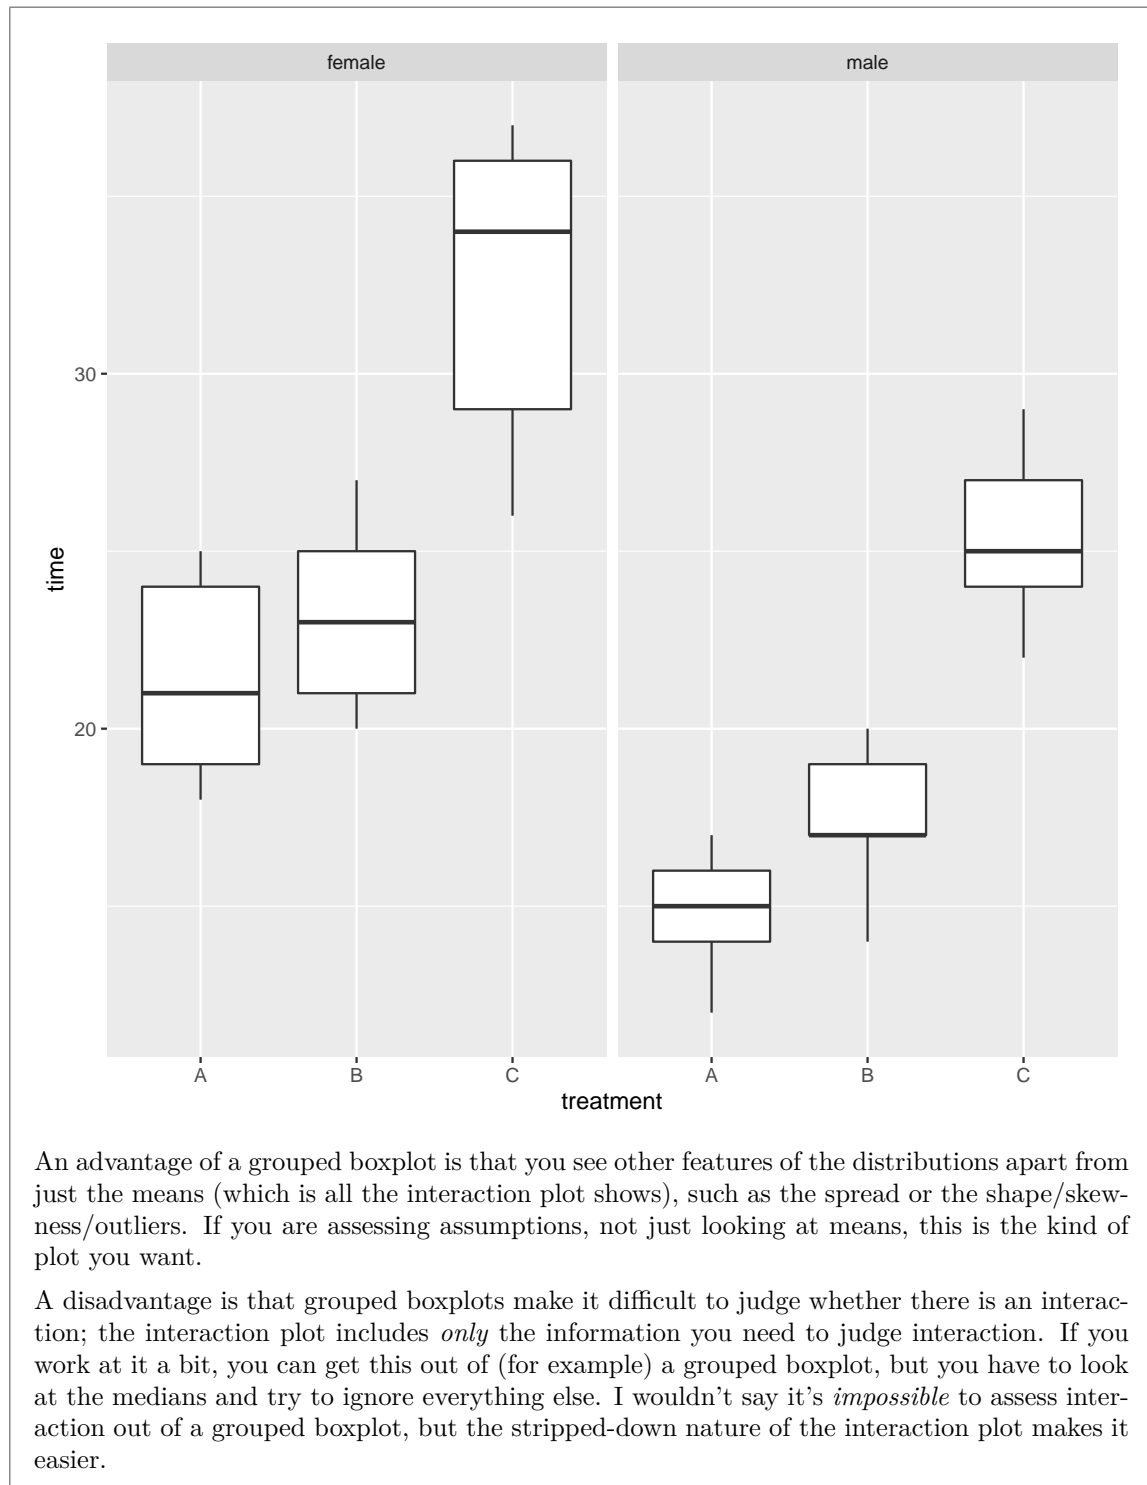 female
male
30
20
time
A
B
C
A
B
C
treatment
An advantage of a grouped boxplot is that you see other features of the distributions apart from
just the means (which is all the interaction plot shows), such as the spread or the shape/skew-
ness/outliers. If you are assessing assumptions, not just looking at means, this is the kind of
plot you want.
A disadvantage is that grouped boxplots make it difficult to judge whether there is an interac-
tion; the interaction plot includes only the information you need to judge interaction. If you
work at it a bit, you can get this out of (for example) a grouped boxplot, but you have to look
at the medians and try to ignore everything else. I wouldn't say it's impossible to assess inter-
action out of a grouped boxplot, but the stripped-down nature of the interaction plot makes it
easier.